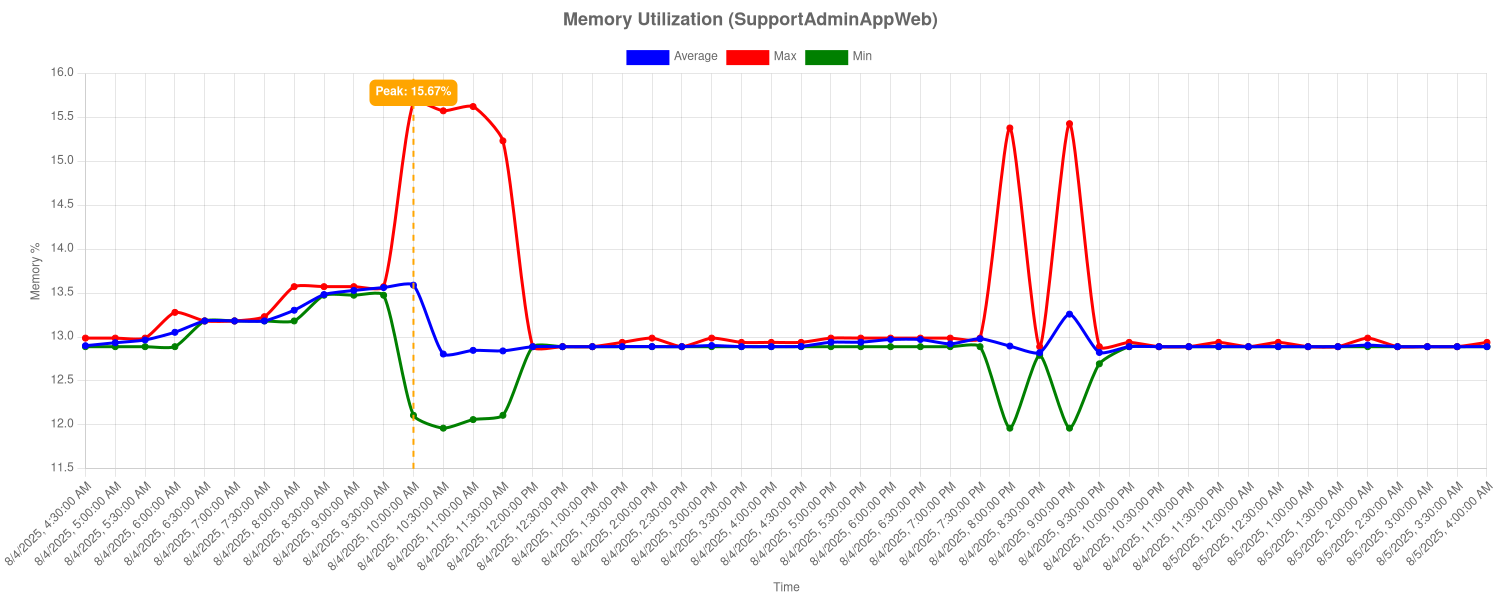 Memory Utilization (SupportAdminAppWeb)
Average Max Min
Peak: 15.67%
Memory %
16.0
15.5
15.0
14.5
14.0
13.5
13.0
12.5
12.0
11.5
8/4/2025, 4:30:00 AM
8/4/2025, 5:00:00 AM
8/4/2025, 5:30:00 AM
8/4/2025, 6:00:00 AM
8/4/2025, 6:30:00 AM
8/4/2025, 7:00:00 AM
8/4/2025, 7:30:00 AM
8/4/2025, 8:00:00 AM
8/4/2025, 8:30:00 AM
8/4/2025, 9:00:00 AM
8/4/2025, 9:30:00 AM
8/4/2025, 10:00:00 AM
8/4/2025, 10:30:00 AM
8/4/2025, 11:00:00 AM
8/4/2025, 11:30:00 AM
8/4/2025, 12:00:00 PM
8/4/2025, 12:30:00 PM
8/4/2025, 1:00:00 PM
8/4/2025, 1:30:00 PM
8/4/2025, 2:00:00 PM
8/4/2025, 2:30:00 PM
8/4/2025, 3:00:00 PM
8/4/2025, 3:30:00 PM
8/4/2025, 4:00:00 PM
8/4/2025, 4:30:00 PM
8/4/2025, 5:00:00 PM
8/4/2025, 5:30:00 PM
8/4/2025, 6:00:00 PM
8/4/2025, 6:30:00 PM
8/4/2025, 7:00:00 PM
8/4/2025, 7:30:00 PM
8/4/2025, 8:00:00 PM
8/4/2025, 8:30:00 PM
8/4/2025, 9:00:00 PM
8/4/2025, 9:30:00 PM
8/4/2025, 10:00:00 PM
8/4/2025, 10:30:00 PM
8/4/2025, 11:00:00 PM
8/4/2025, 11:30:00 PM
8/5/2025, 12:00:00 AM
8/5/2025, 12:30:00 AM
8/5/2025, 1:00:00 AM
8/5/2025, 1:30:00 AM
8/5/2025, 2:00:00 AM
8/5/2025, 2:30:00 AM
8/5/2025, 3:00:00 AM
8/5/2025, 3:30:00 AM
8/5/2025, 4:00:00 AM
Time